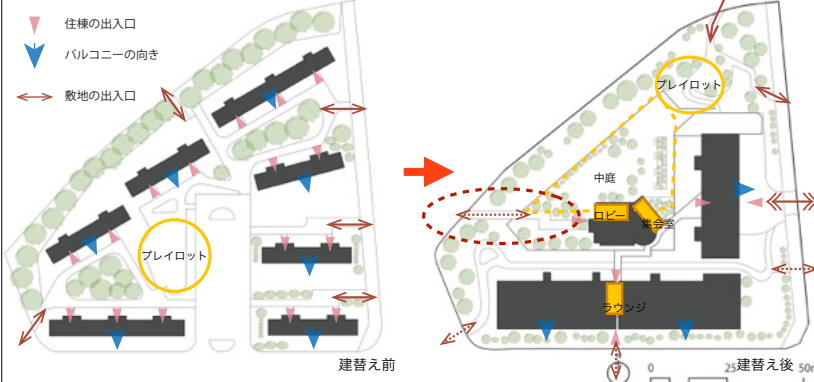 住棟の出入口
バルコニーの向き
敷地の出入口
プレイロット
建替え前
プレイロット
中庭
ロビー
集会室
ラウンジ
建替え後
0 25 50m